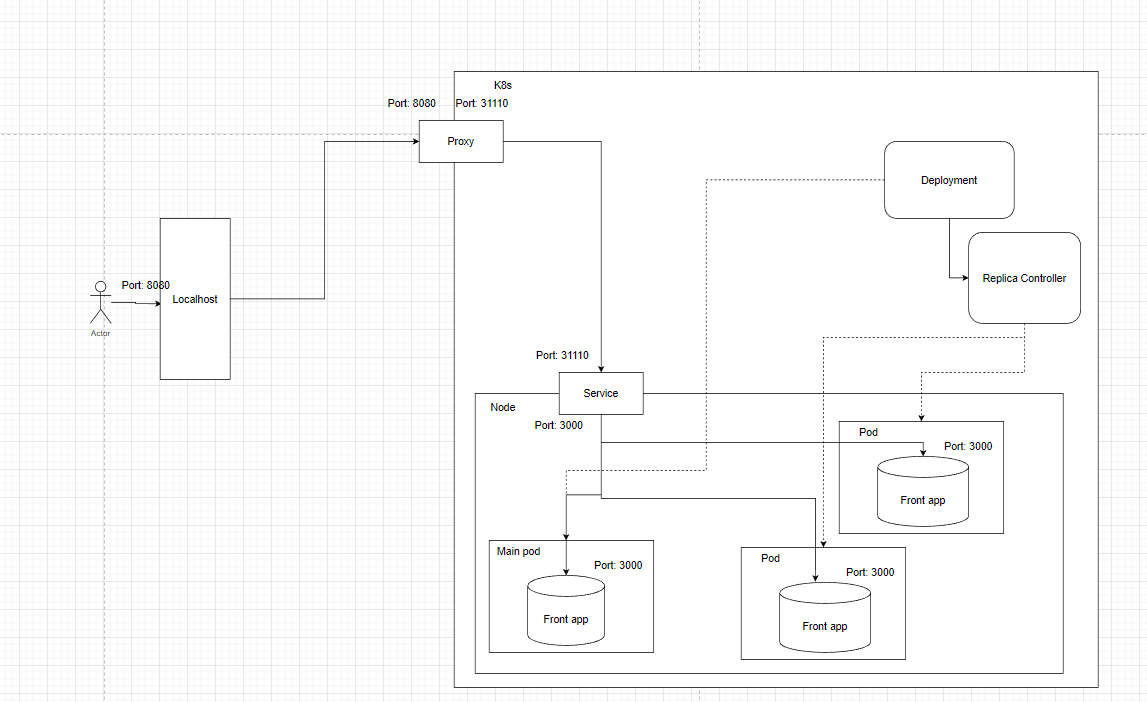 K8s
Port: 8080
Port: 31110
Proxy
Deployment
Replica Controller
Port: 8080
Localhost
Actor
Port: 31110
Service
Node
Port: 3000
Pod
Port: 3000
Front app
Main pod
Port: 3000
Front app
Pod
Port: 3000
Front app